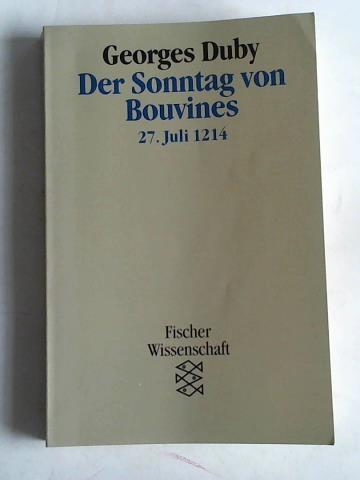 Georges Duby
Der Sonntag von
Bouvines
27. Juli 1214
Fischer
Wissenschaft